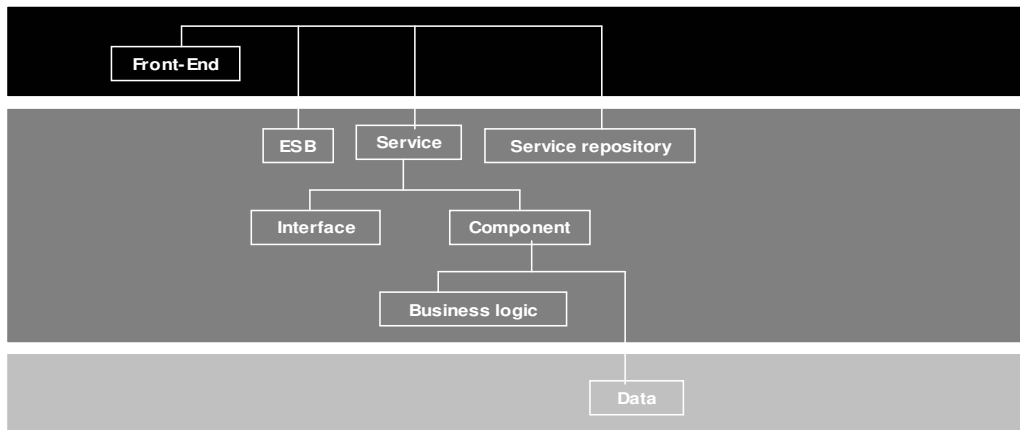 Front-End
ESB
Service
Service repository
Interface
Component
Business logic
Data